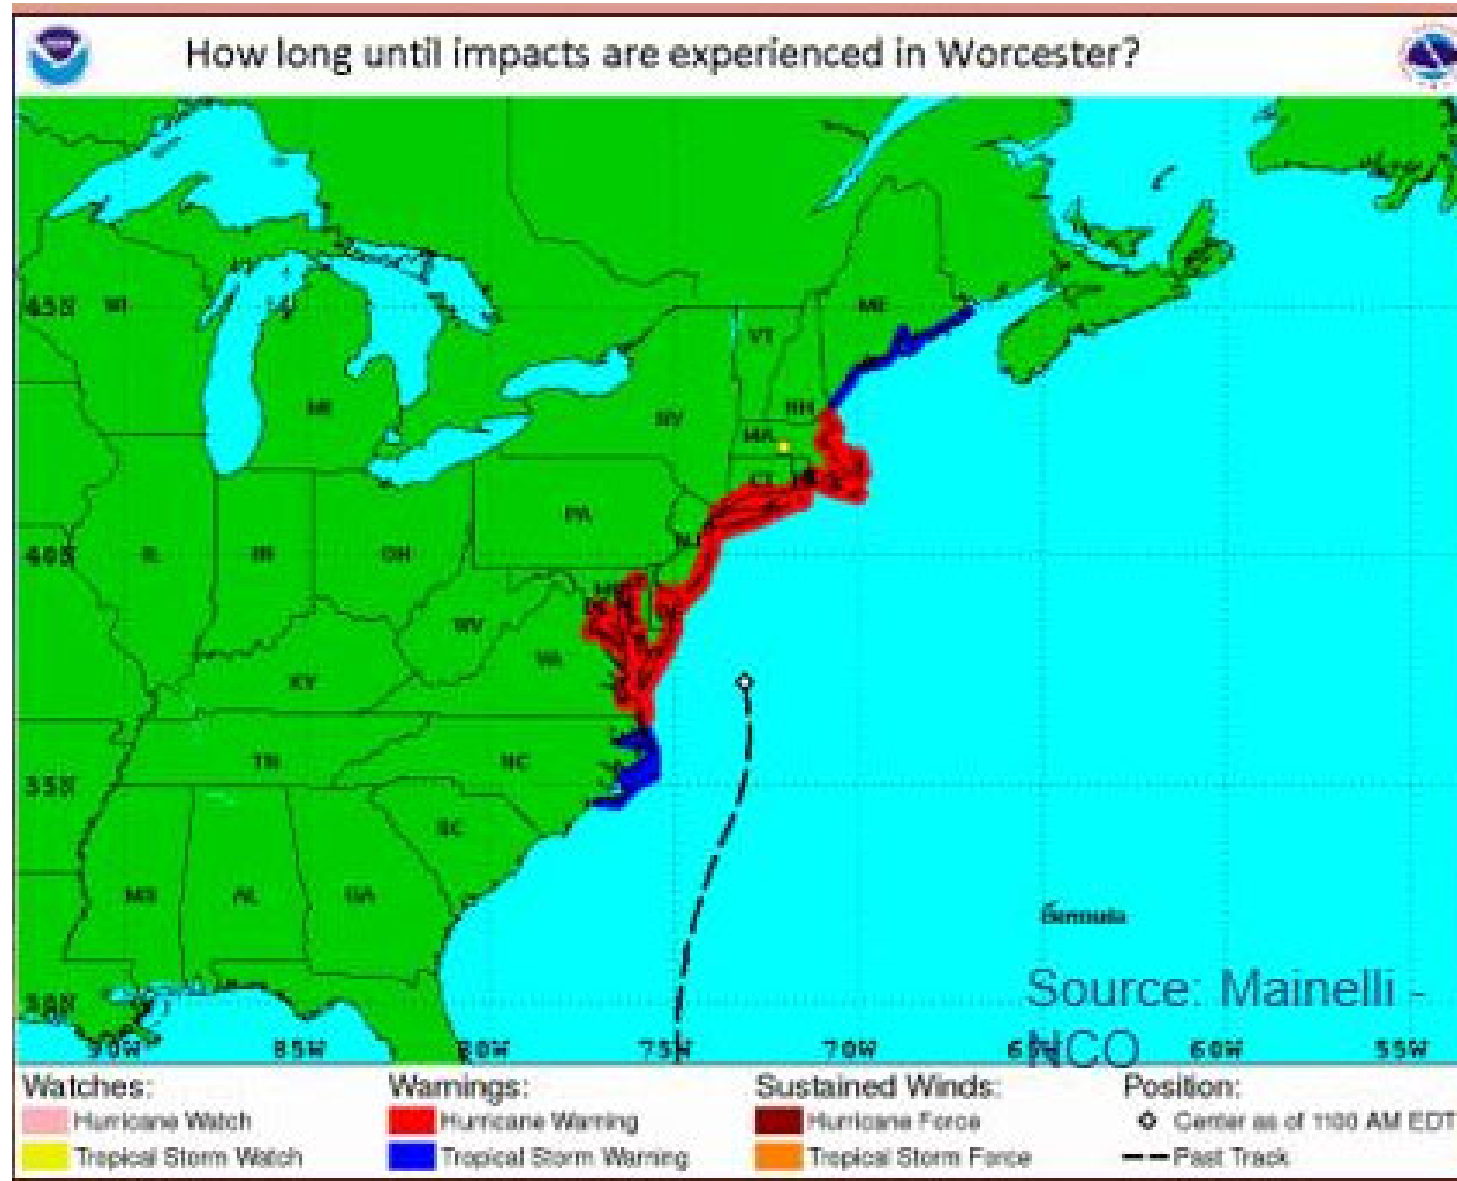 How long until impacts are experienced in Worcester?
45N
WI
ME
VT
MI
NY
NH
MA
CT
PA
NJ
40N
IL
IN
OH
WV
VA
KY
TN
NC
35N
SC
MS
AL
GA
Bermuda
30N
Source: Mainelli -
NCO
90W 85W 80W 75W 70W 65W 60W 55W
Watches: Warnings: Sustained Winds: Position:
Hurricane Watch Hurricane Warning Hurricane Force Center as of 1100 AM EDT
Tropical Storm Watch Tropical Storm Warning Tropical Storm Force Past Track